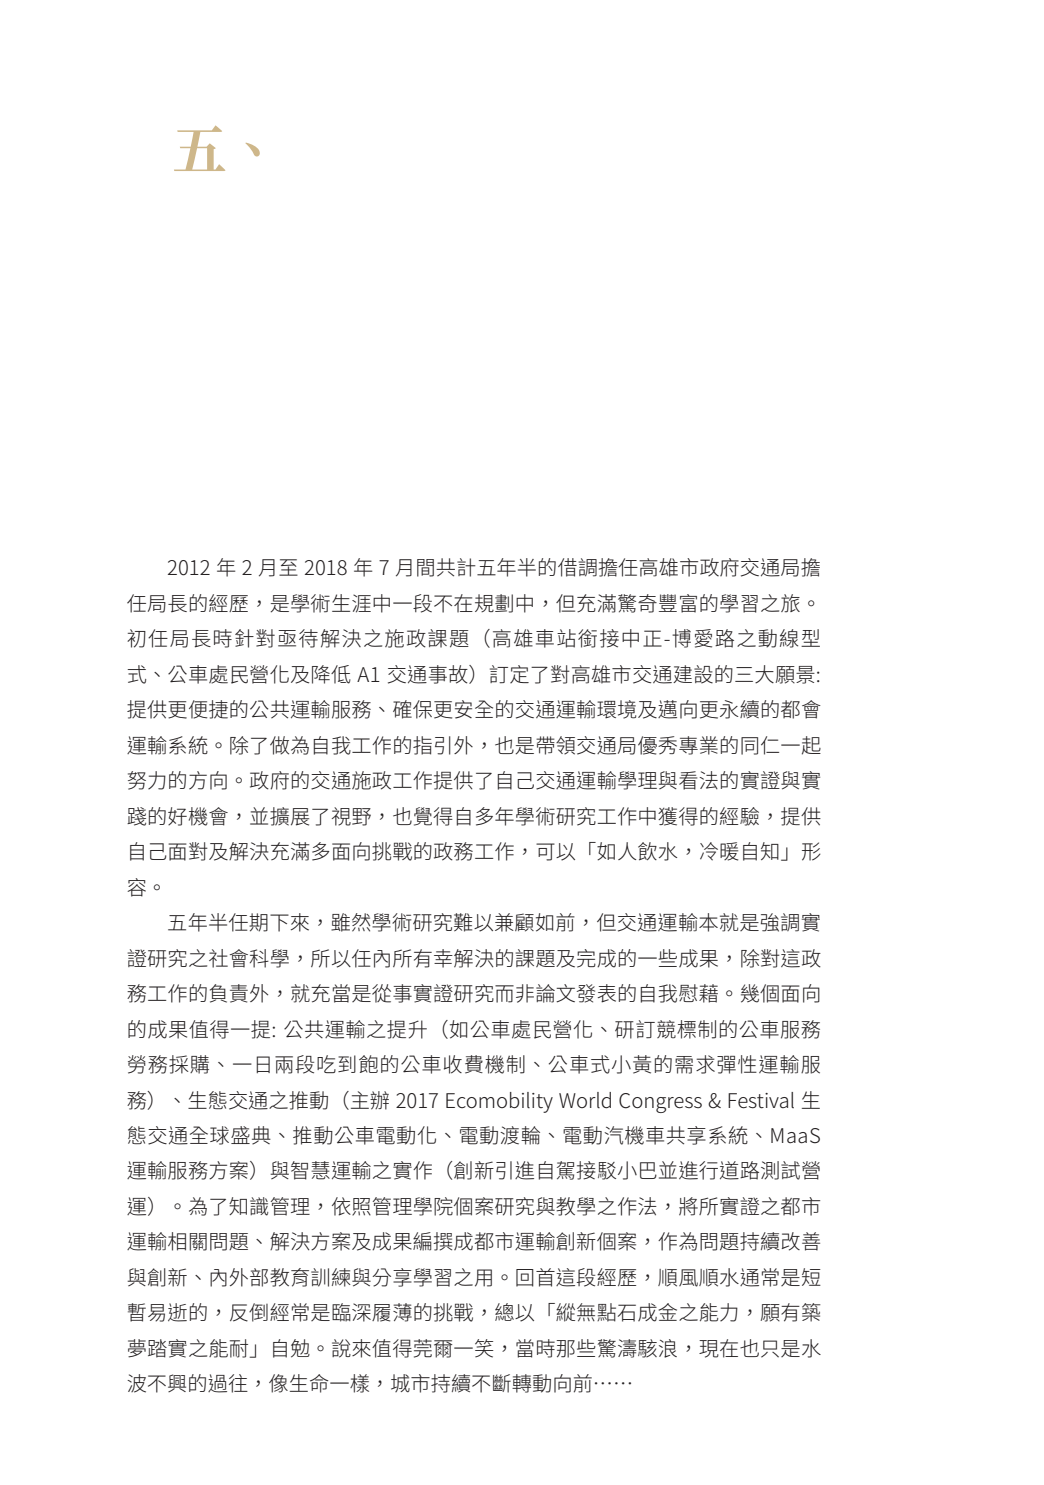 五、
2012 年 2 月至 2018 年 7 月間共計五年半的借調擔任高雄市政府交通局擔
任局長的經歷，是學術生涯中一段不在規劃中，但充滿驚奇豐富的學習之旅。
初任局長時針對亟待解決之施政課題（高雄車站銜接中正-博愛路之動線型
式、公車處民營化及降低 A1 交通事故）訂定了對高雄市交通建設的三大願景:
提供更便捷的公共運輸服務、確保更安全的交通運輸環境及邁向更永續的都會
運輸系統。除了做為自我工作的指引外，也是帶領交通局優秀專業的同仁一起
努力的方向。政府的交通施政工作提供了自己交通運輸學理與看法的實證與實
踐的好機會，並擴展了視野，也覺得自多年學術研究工作中獲得的經驗，提供
自己面對及解決充滿多面向挑戰的政務工作，可以「如人飲水，冷暖自知」形
容。
五年半任期下來，雖然學術研究難以兼顧如前，但交通運輸本就是強調實
證研究之社會科學，所以任內所有幸解決的課題及完成的一些成果，除對這政
務工作的負責外，就充當是從事實證研究而非論文發表的自我慰藉。幾個面向
的成果值得一提: 公共運輸之提升（如公車處民營化、研訂競標制的公車服務
勞務採購、一日兩段吃到飽的公車收費機制、公車式小黃的需求彈性運輸服
務）、生態交通之推動（主辦 2017 Ecomobility World Congress & Festival 生
態交通全球盛典、推動公車電動化、電動渡輪、電動汽機車共享系統、MaaS
運輸服務方案）與智慧運輸之實作（創新引進自駕接駁小巴並進行道路測試營
運）。為了知識管理，依照管理學院個案研究與教學之作法，將所實證之都市
運輸相關問題、解決方案及成果編撰成都市運輸創新個案，作為問題持續改善
與創新、內外部教育訓練與分享學習之用。回首這段經歷，順風順水通常是短
暫易逝的，反倒經常是臨深履薄的挑戰，總以「縱無點石成金之能力，願有築
夢踏實之能耐」自勉。說來值得莞爾一笑，當時那些驚濤駭浪，現在也只是水
波不興的過往，像生命一樣，城市持續不斷轉動向前……